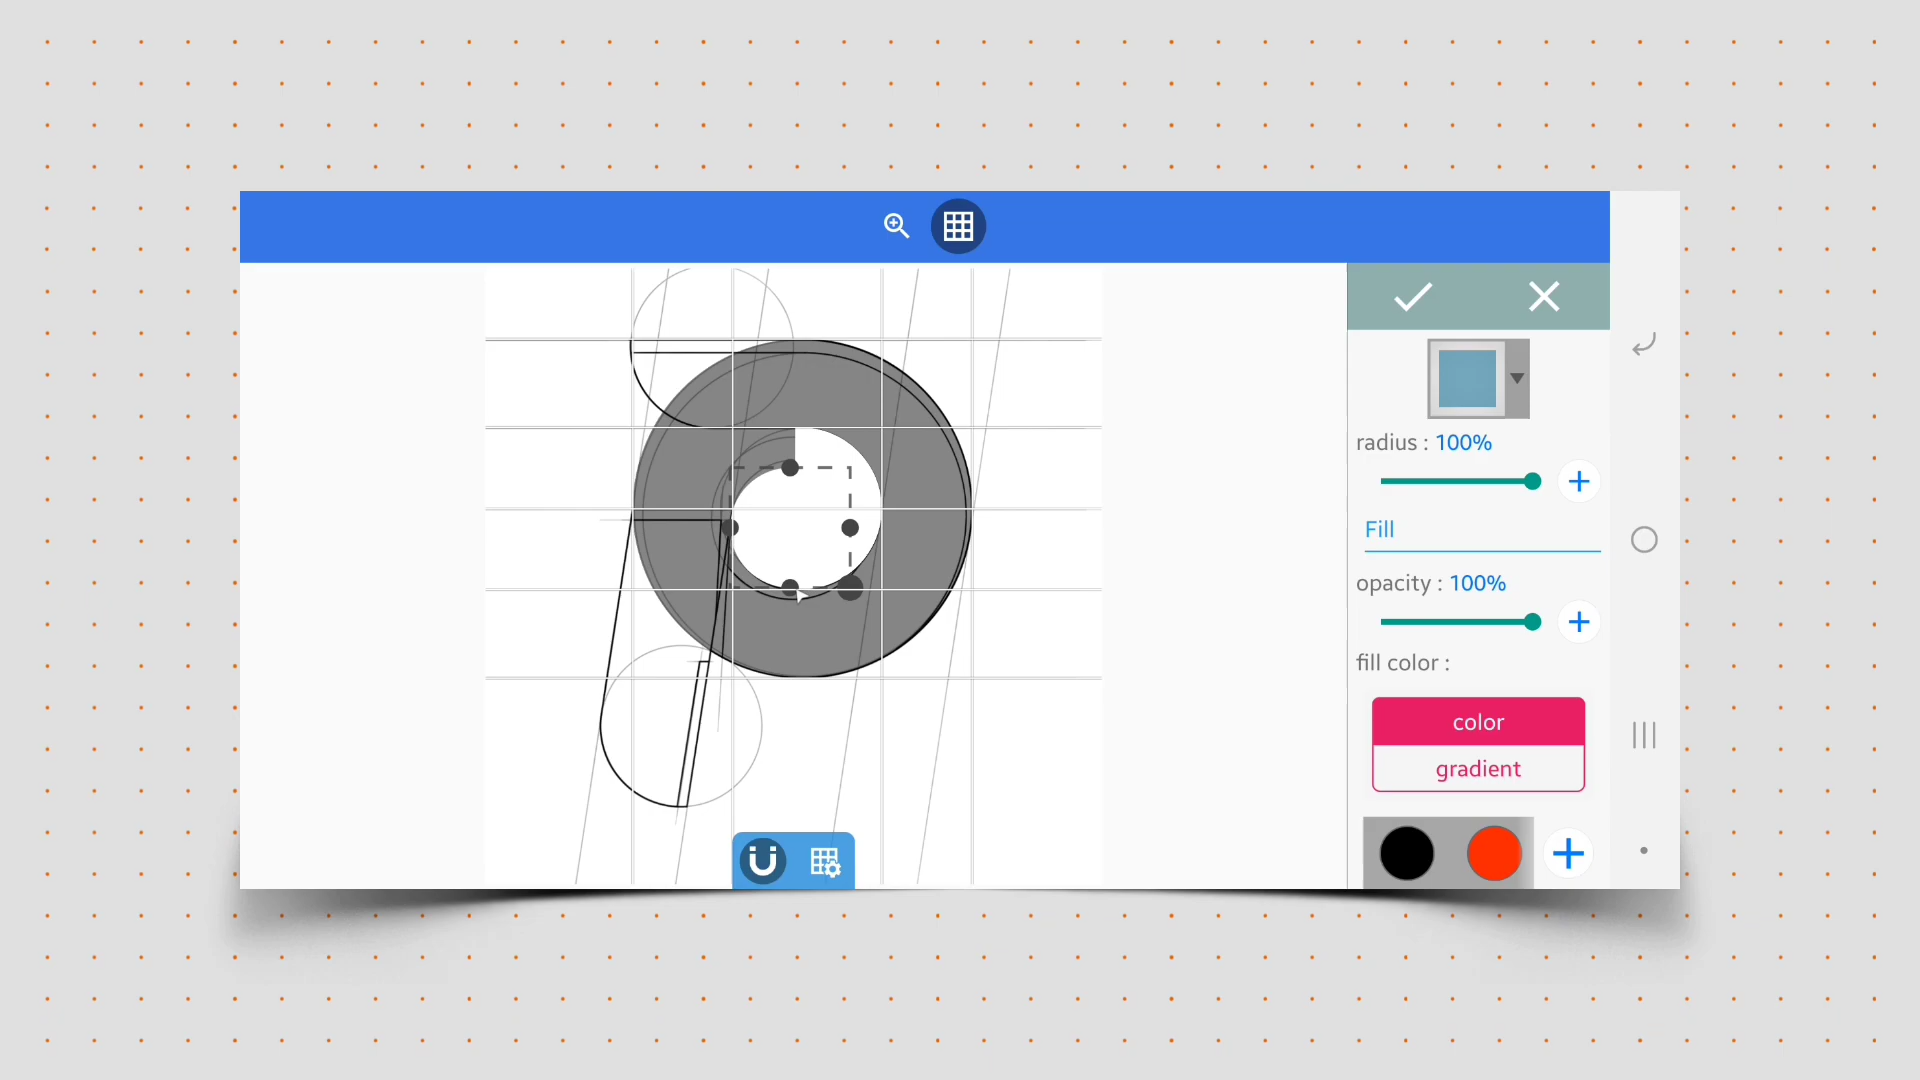 radius : 100%
Fill
opacity : 100%
fill color :
color
gradient